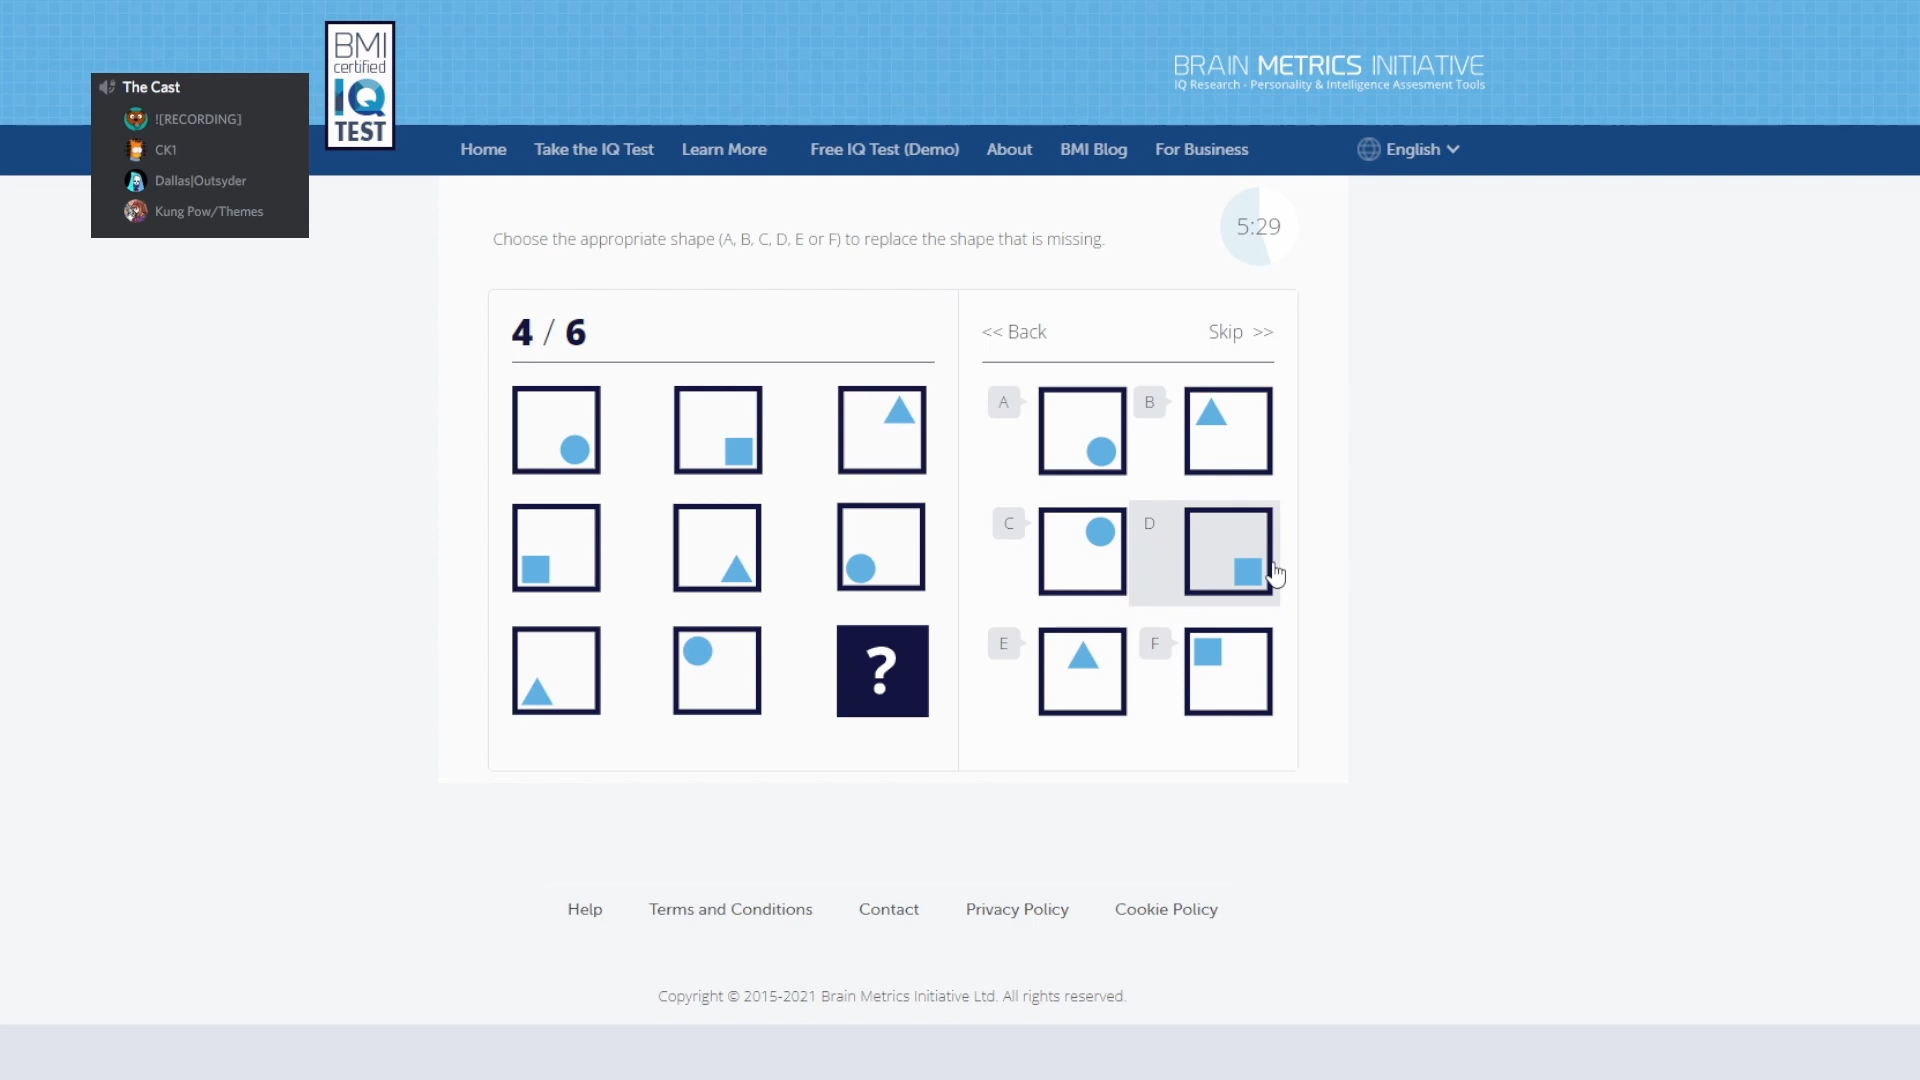 BMI
certified
IQ
TEST
BRAIN METRICS INITIATIVE
IQ Research - Personality & Intelligence Assesment Tools
The Cast
![RECORDING]
CK1
Dallas|Outsyder
Kung Pow/Themes
Home Take the IQ Test Learn More Free IQ Test (Demo) About BMI Blog For Business English
5:29
Choose the appropriate shape (A, B, C, D, E or F) to replace the shape that is missing.
4 / 6
<< Back Skip >>
A B
C D
E F
?
Help Terms and Conditions Contact Privacy Policy Cookie Policy
Copyright © 2015-2021 Brain Metrics Initiative Ltd. All rights reserved.